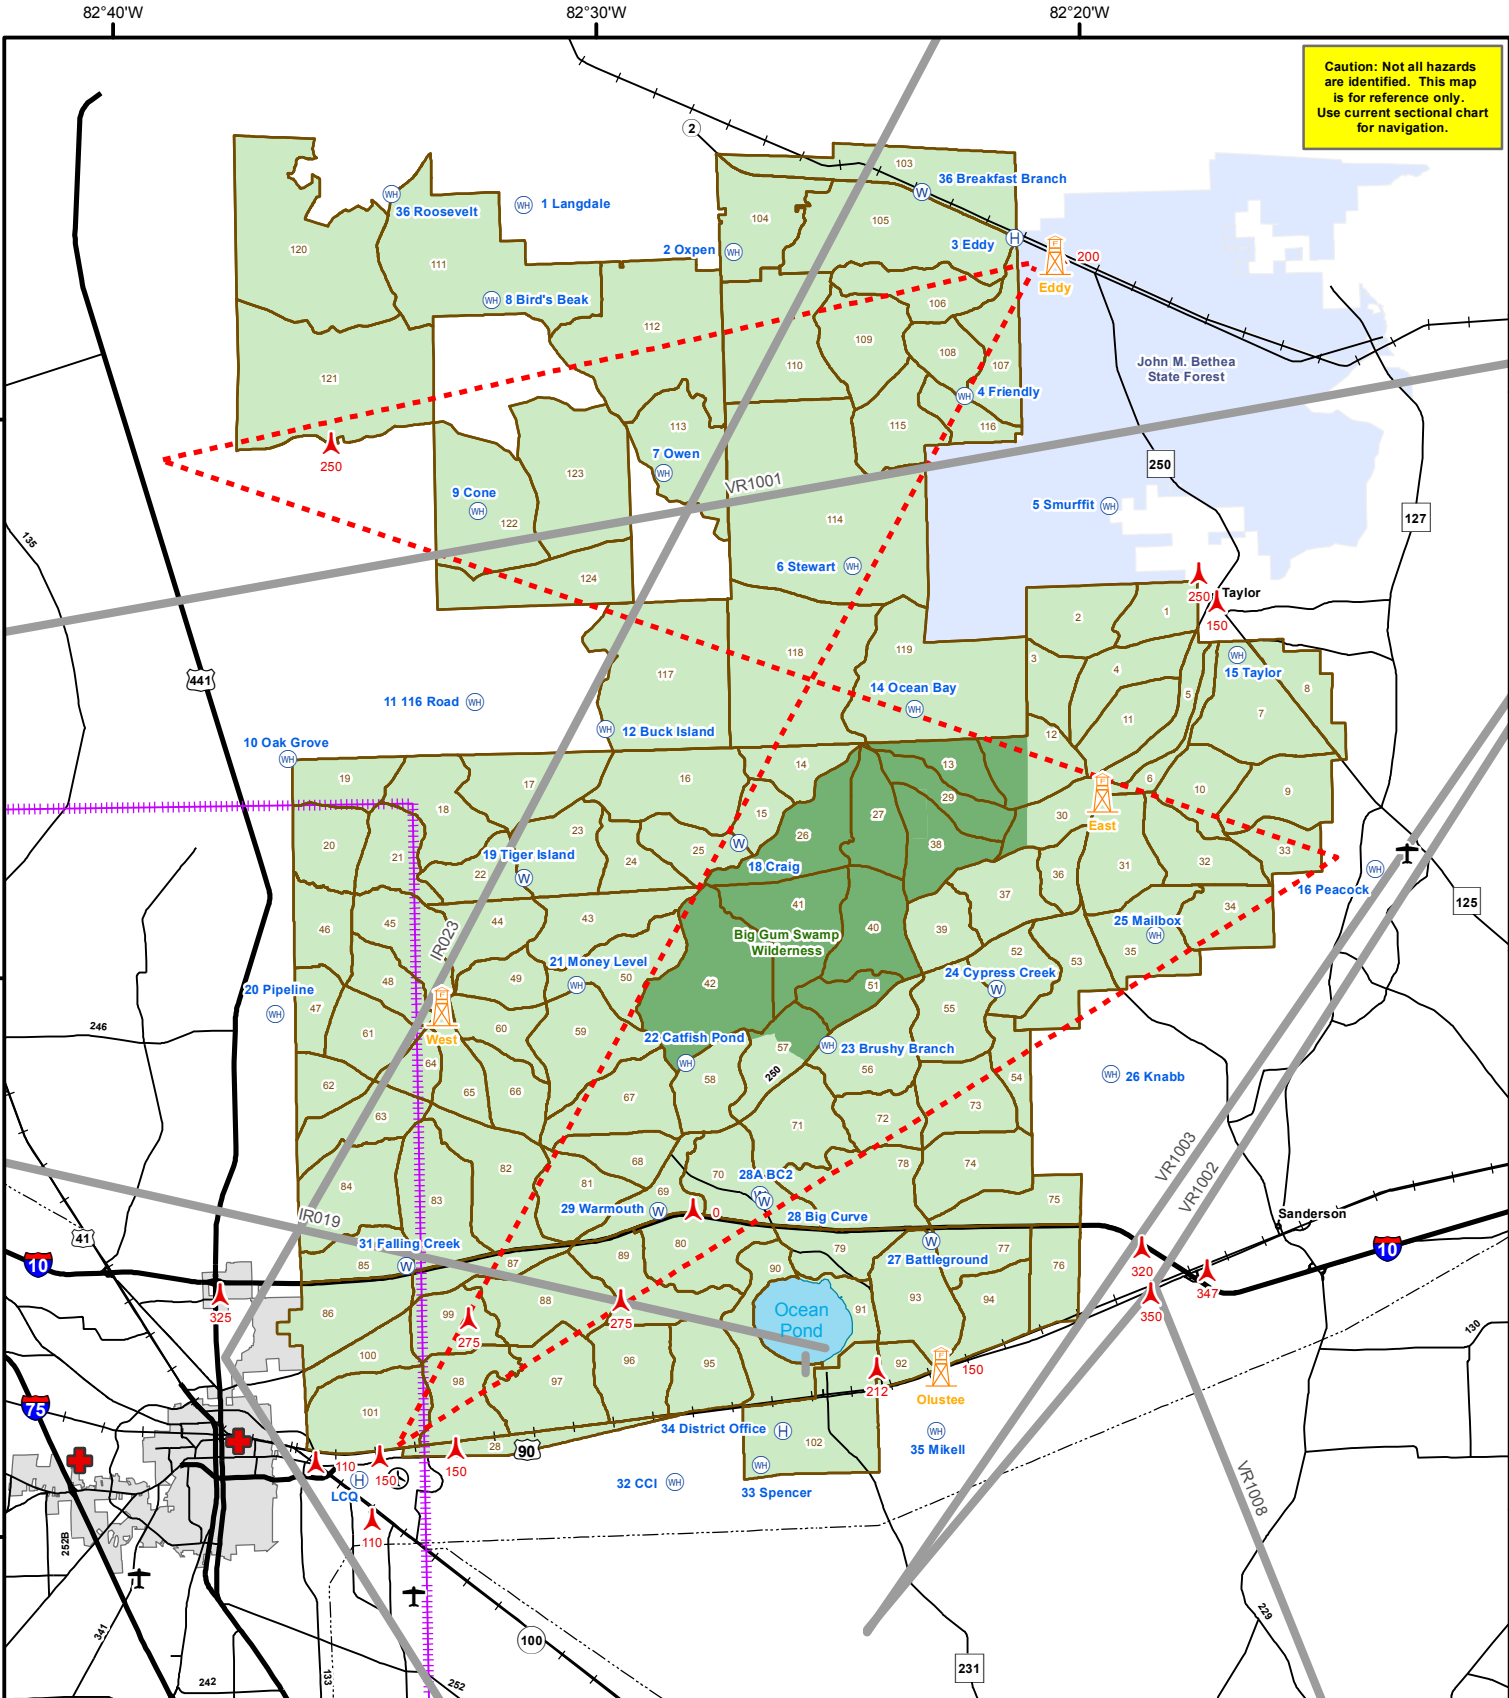 82°40'W
82°30'W
82°20'W
Caution: Not all hazards
are identified. This map
is for reference only.
Use current sectional chart
for navigation.
2
103
36 Breakfast Branch
36 Roosevelt
1 Langdale
104
105
120
111
2 Oxpen
3 Eddy
200
Eddy
8 Bird's Beak
106
112
109
108
107
110
John M. Bethea
State Forest
121
4 Friendly
113
115
116
250
7 Owen
123
250
VR1001
9 Cone
122
114
5 Smurffit
127
135
6 Stewart
124
250
Taylor
150
2
1
119
118
3
4
15 Taylor
117
441
5
8
14 Ocean Bay
11 116 Road
7
11
12 Buck Island
12
10 Oak Grove
14
13
19
17
16
6
10
9
29
18
15
27
30
East
20
23
26
38
21
19 Tiger Island
25
33
24
18 Craig
31
32
22
36
16 Peacock
37
125
41
34
43
44
25 Mailbox
46
45
40
39
IR023
Big Gum Swamp
Wilderness
52
35
21 Money Level
53
24 Cypress Creek
50
49
48
42
51
20 Pipeline
47
55
246
61
West
60
59
22 Catfish Pond
57
23 Brushy Branch
64
56
250
54
58
26 Knabb
62
65
66
67
73
63
72
71
VR1003
68
78
74
82
70
28A BC2
VR1002
84
81
69
83
75
29 Warmouth
0
28 Big Curve
Sanderson
IR019
41
31 Falling Creek
80
79
77
89
27 Battleground
10
85
87
90
76
10
320
88
93
94
347
86
99
Ocean
Pond
91
350
325
275
275
130
100
96
95
92
150
98
97
212
Olustee
75
101
34 District Office
102
28
90
35 Mikell
110
150
150
32 CCI
33 Spencer
LCQ
VR1008
110
252B
229
341
100
231
133
242
252